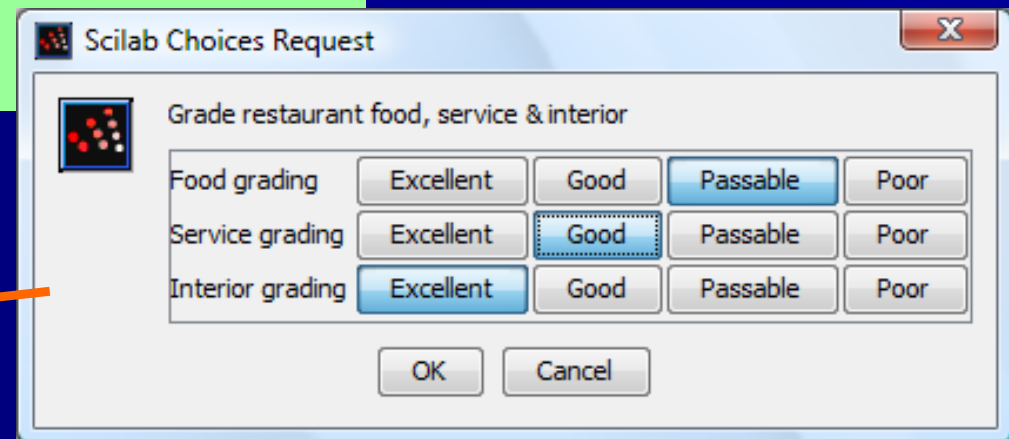 Scilab Choices Request
Grade restaurant food, service & interior
Food grading Excellent Good Passable Poor
Service grading Excellent Good Passable Poor
Interior grading Excellent Good Passable Poor
OK Cancel